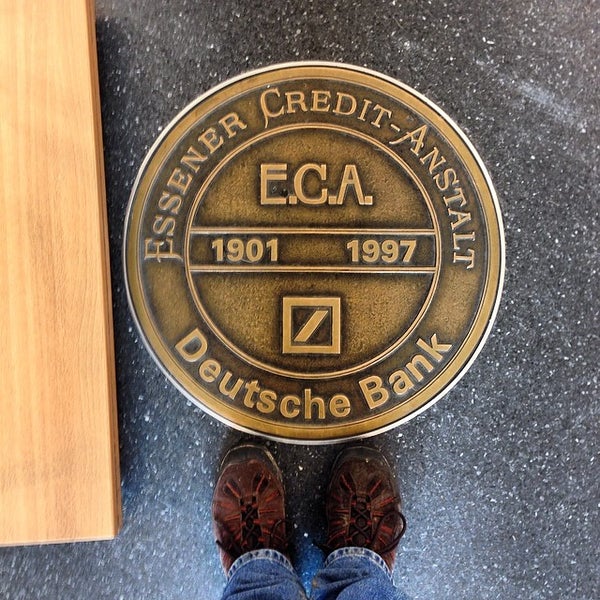 ESSENER CREDIT-ANSTALT
E.C.A.
1901 1997
Deutsche Bank